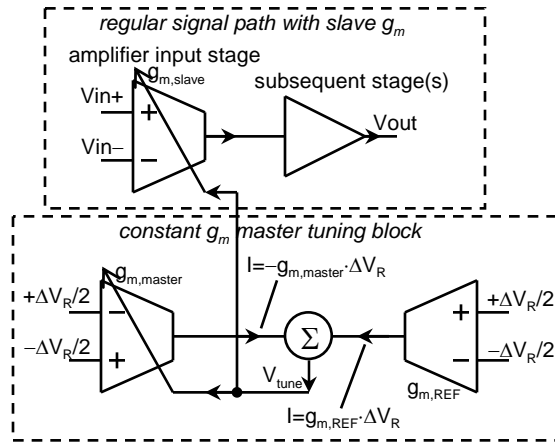 regular signal path with slave gm
amplifier input stage
gm,slave
subsequent stage(s)
Vin+
+
Vout
Vin−
−
constant gm master tuning block
gm,master
I=−gm,master·ΔVR
+ΔVR/2
−
+
+ΔVR/2
Σ
−ΔVR/2
+
−
−ΔVR/2
Vtune
gm,REF
I=gm,REF·ΔVR